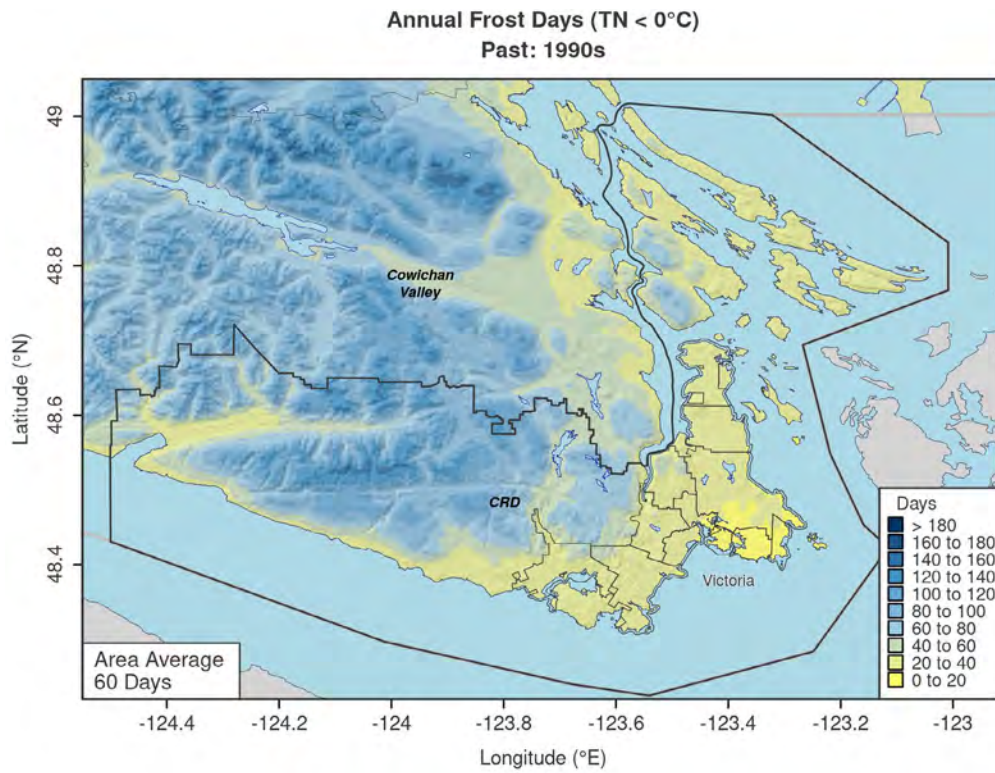 Annual Frost Days (TN < 0°C)
Past: 1990s
Latitude (°N)
49
48.8
48.6
48.4
Cowichan
Valley
CRD
Victoria
Days
> 180
160 to 180
140 to 160
120 to 140
100 to 120
80 to 100
60 to 80
40 to 60
20 to 40
0 to 20
Area Average
60 Days
-124.4 -124.2 -124 -123.8 -123.6 -123.4 -123.2 -123
Longitude (°E)